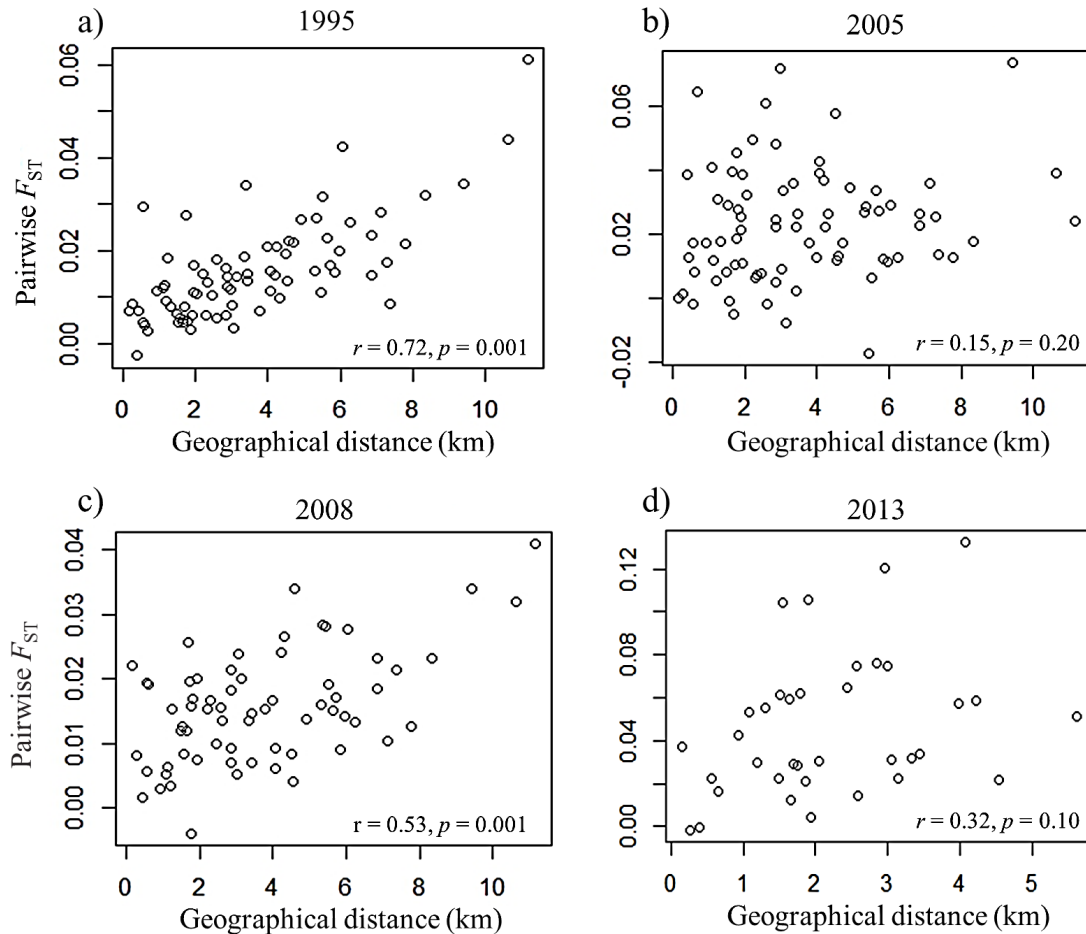 a) 1995
Pairwise FST
0.00 0.02 0.04 0.06
r = 0.72, p = 0.001
0 2 4 6 8 10
Geographical distance (km)
b) 2005
-0.02 0.02 0.06
r = 0.15, p = 0.20
0 2 4 6 8 10
Geographical distance (km)
c) 2008
Pairwise FST
0.00 0.01 0.02 0.03 0.04
r = 0.53, p = 0.001
0 2 4 6 8 10
Geographical distance (km)
d) 2013
0.00 0.04 0.08 0.12
r = 0.32, p = 0.10
0 1 2 3 4 5
Geographical distance (km)